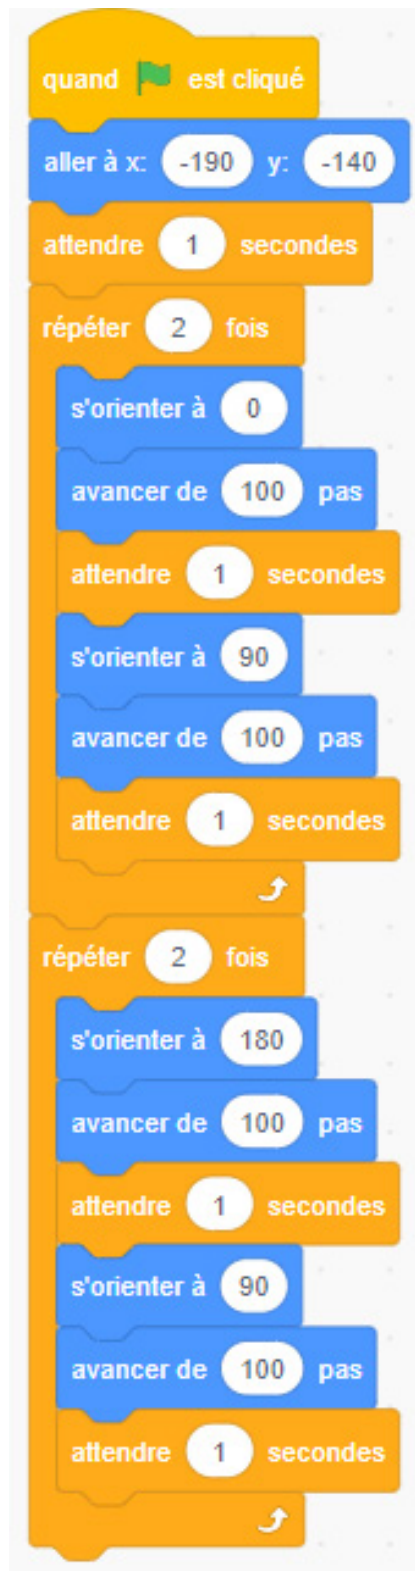 quand est cliqué
aller à x: -190 y: -140
attendre 1 secondes
répéter 2 fois
s'orienter à 0
avancer de 100 pas
attendre 1 secondes
s'orienter à 90
avancer de 100 pas
attendre 1 secondes
répéter 2 fois
s'orienter à 180
avancer de 100 pas
attendre 1 secondes
s'orienter à 90
avancer de 100 pas
attendre 1 secondes